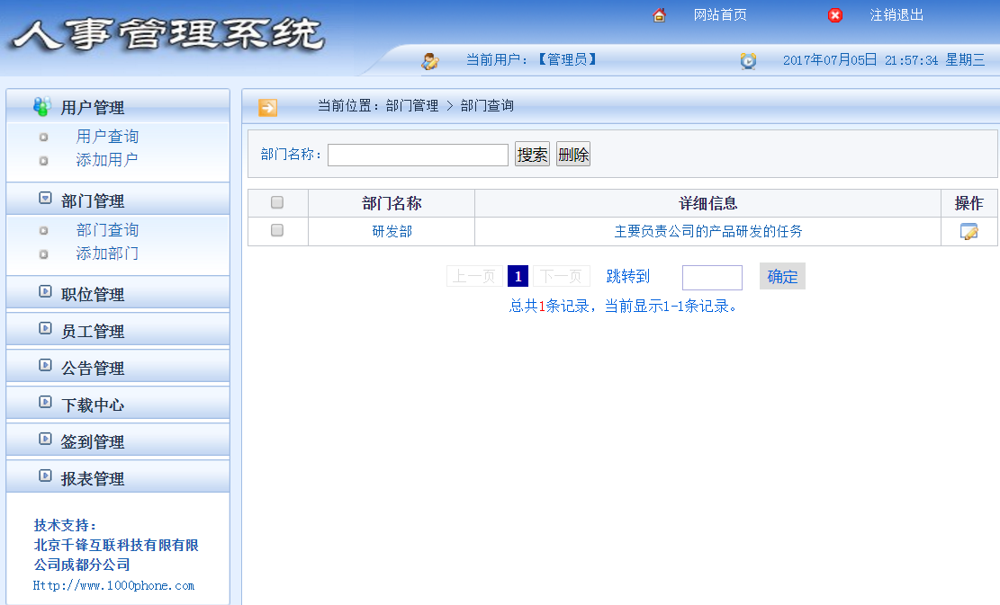 人事管理系统
网站首页 注销退出
当前用户：【管理员】 2017年07月05日 21:57:34 星期三
用户管理
用户查询
添加用户
部门管理
部门查询
添加部门
职位管理
员工管理
公告管理
下载中心
签到管理
报表管理
技术支持：
北京千锋互联科技有限有限
公司成都分公司
Http://www.1000phone.com
当前位置：部门管理 > 部门查询
部门名称： 搜索 删除
部门名称 详细信息 操作
研发部 主要负责公司的产品研发的任务
上一页 1 下一页 跳转到 确定
总共1条记录，当前显示1-1条记录。